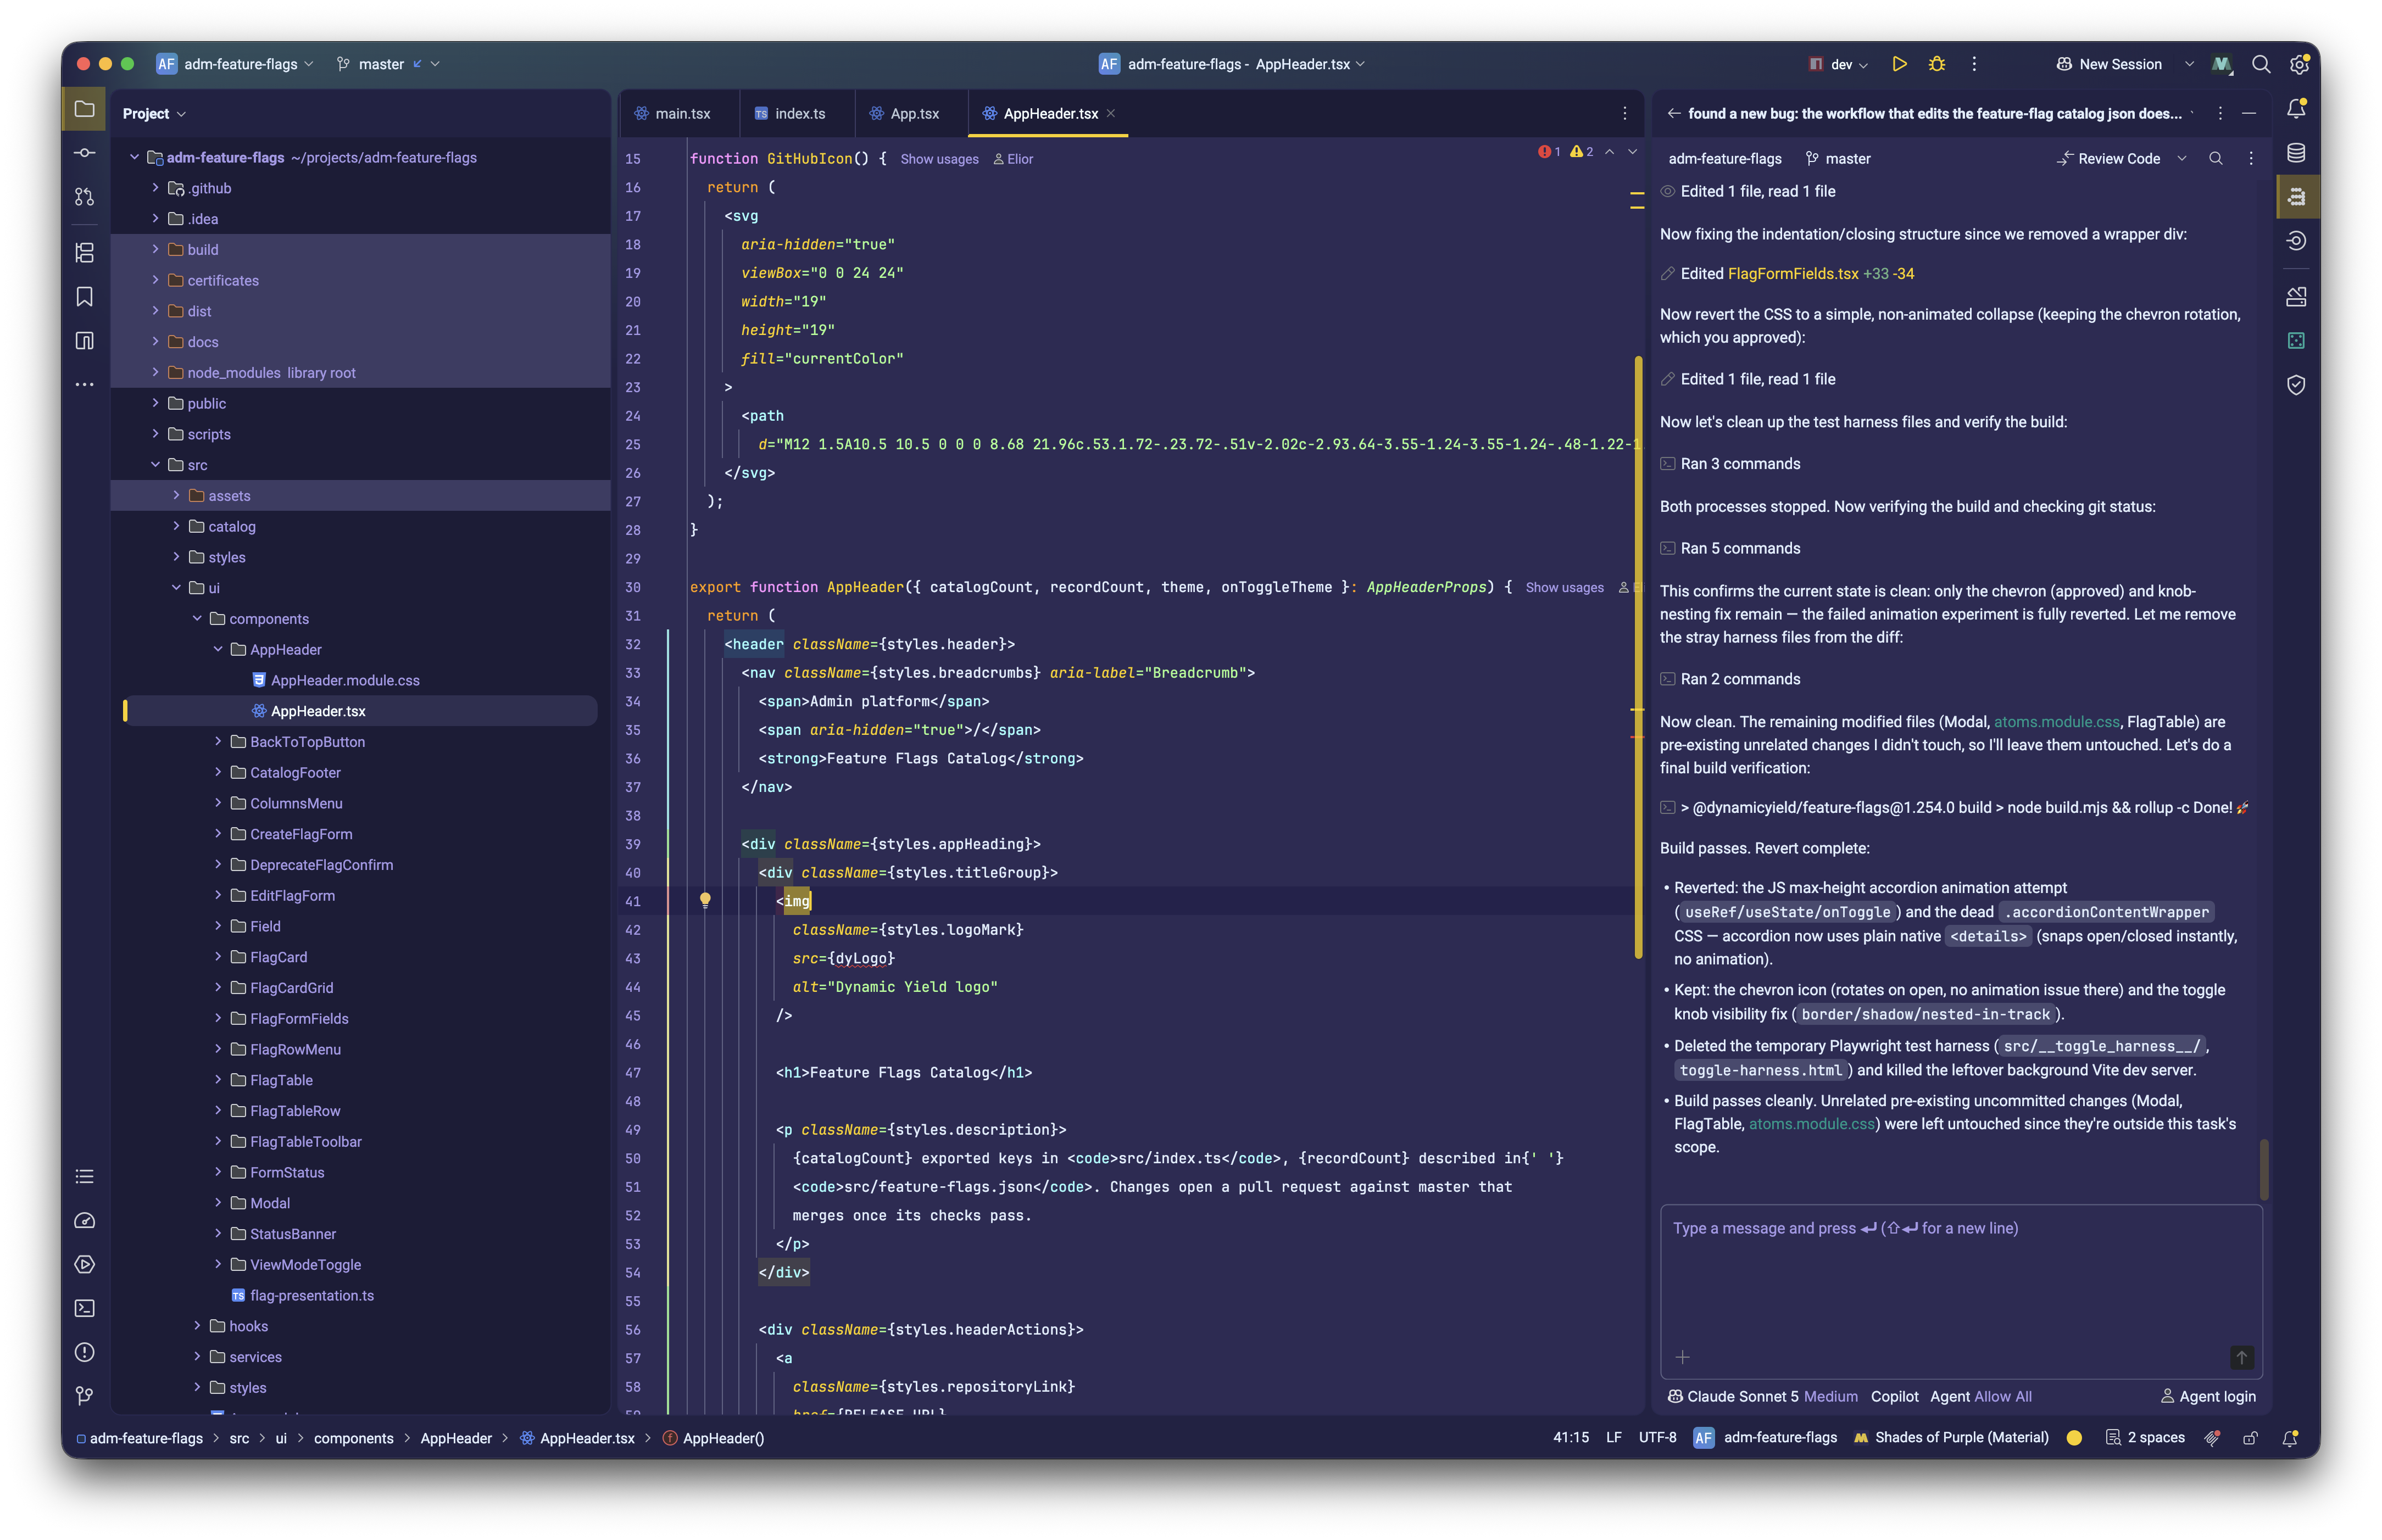 AF adm-feature-flags
master
AF adm-feature-flags - AppHeader.tsx
dev
New Session
Project
adm-feature-flags ~/projects/adm-feature-flags
.github
.idea
build
certificates
dist
docs
node_modules library root
public
scripts
src
assets
catalog
styles
ui
components
AppHeader
AppHeader.module.css
AppHeader.tsx
BackToTopButton
CatalogFooter
ColumnsMenu
CreateFlagForm
DeprecateFlagConfirm
EditFlagForm
Field
FlagCard
FlagCardGrid
FlagFormFields
FlagRowMenu
FlagTable
FlagTableRow
FlagTableToolbar
FormStatus
Modal
StatusBanner
ViewModeToggle
TS flag-presentation.ts
hooks
services
styles
main.tsx
TS index.ts
App.tsx
AppHeader.tsx
1 2
15 function GitHubIcon() { Show usages Elior
16 return (
17 <svg
18 aria-hidden="true"
19 viewBox="0 0 24 24"
20 width="19"
21 height="19"
22 fill="currentColor"
23 >
24 <path
25 d="M12 1.5A10.5 10.5 0 0 0 8.68 21.96c.53.1.72-.23.72-.51v-2.02c-2.93.64-3.55-1.24-3.55-1.24-.48-1.22-1
26 </svg>
27 );
28 }
29
30 export function AppHeader({ catalogCount, recordCount, theme, onToggleTheme }: AppHeaderProps) { Show usages
31 return (
32 <header className={styles.header}>
33 <nav className={styles.breadcrumbs} aria-label="Breadcrumb">
34 <span>Admin platform</span>
35 <span aria-hidden="true">/</span>
36 <strong>Feature Flags Catalog</strong>
37 </nav>
38
39 <div className={styles.appHeading}>
40 <div className={styles.titleGroup}>
41 <img
42 className={styles.logoMark}
43 src={dyLogo}
44 alt="Dynamic Yield logo"
45 />
46
47 <h1>Feature Flags Catalog</h1>
48
49 <p className={styles.description}>
50 {catalogCount} exported keys in <code>src/index.ts</code>, {recordCount} described in{' '}
51 <code>src/feature-flags.json</code>. Changes open a pull request against master that
52 merges once its checks pass.
53 </p>
54 </div>
55
56 <div className={styles.headerActions}>
57 <a
58 className={styles.repositoryLink}
59 href={RELEASE_URL}
found a new bug: the workflow that edits the feature-flag catalog json does...
adm-feature-flags master Review Code
Edited 1 file, read 1 file
Now fixing the indentation/closing structure since we removed a wrapper div:
Edited FlagFormFields.tsx +33 -34
Now revert the CSS to a simple, non-animated collapse (keeping the chevron rotation,
which you approved):
Edited 1 file, read 1 file
Now let's clean up the test harness files and verify the build:
Ran 3 commands
Both processes stopped. Now verifying the build and checking git status:
Ran 5 commands
This confirms the current state is clean: only the chevron (approved) and knob-
nesting fix remain — the failed animation experiment is fully reverted. Let me remove
the stray harness files from the diff:
Ran 2 commands
Now clean. The remaining modified files (Modal, atoms.module.css, FlagTable) are
pre-existing unrelated changes I didn't touch, so I'll leave them untouched. Let's do a
final build verification:
> @dynamicyield/feature-flags@1.254.0 build > node build.mjs && rollup -c Done! 🚀
Build passes. Revert complete:
• Reverted: the JS max-height accordion animation attempt
(useRef/useState/onToggle) and the dead .accordionContentWrapper
CSS — accordion now uses plain native <details> (snaps open/closed instantly,
no animation).
• Kept: the chevron icon (rotates on open, no animation issue there) and the toggle
knob visibility fix (border/shadow/nested-in-track).
• Deleted the temporary Playwright test harness (src/__toggle_harness__/,
toggle-harness.html) and killed the leftover background Vite dev server.
• Build passes cleanly. Unrelated pre-existing uncommitted changes (Modal,
FlagTable, atoms.module.css) were left untouched since they're outside this task's
scope.
Type a message and press ↵ (⇧↵ for a new line)
Claude Sonnet 5 Medium Copilot Agent Allow All Agent login
adm-feature-flags > src > ui > components > AppHeader > AppHeader.tsx > AppHeader()
41:15 LF UTF-8 AF adm-feature-flags Shades of Purple (Material) 2 spaces